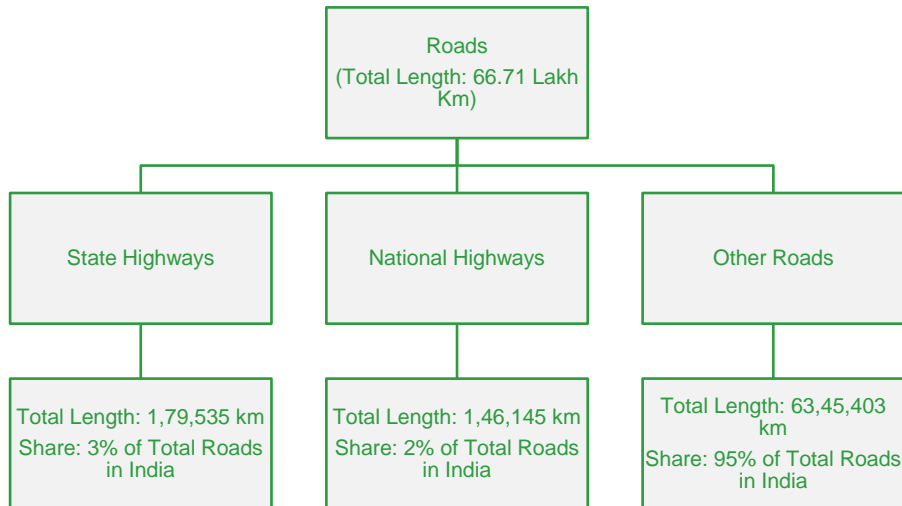 Roads
(Total Length: 66.71 Lakh
Km)
State Highways
National Highways
Other Roads
Total Length: 1,79,535 km
Share: 3% of Total Roads
in India
Total Length: 1,46,145 km
Share: 2% of Total Roads
in India
Total Length: 63,45,403
km
Share: 95% of Total Roads
in India